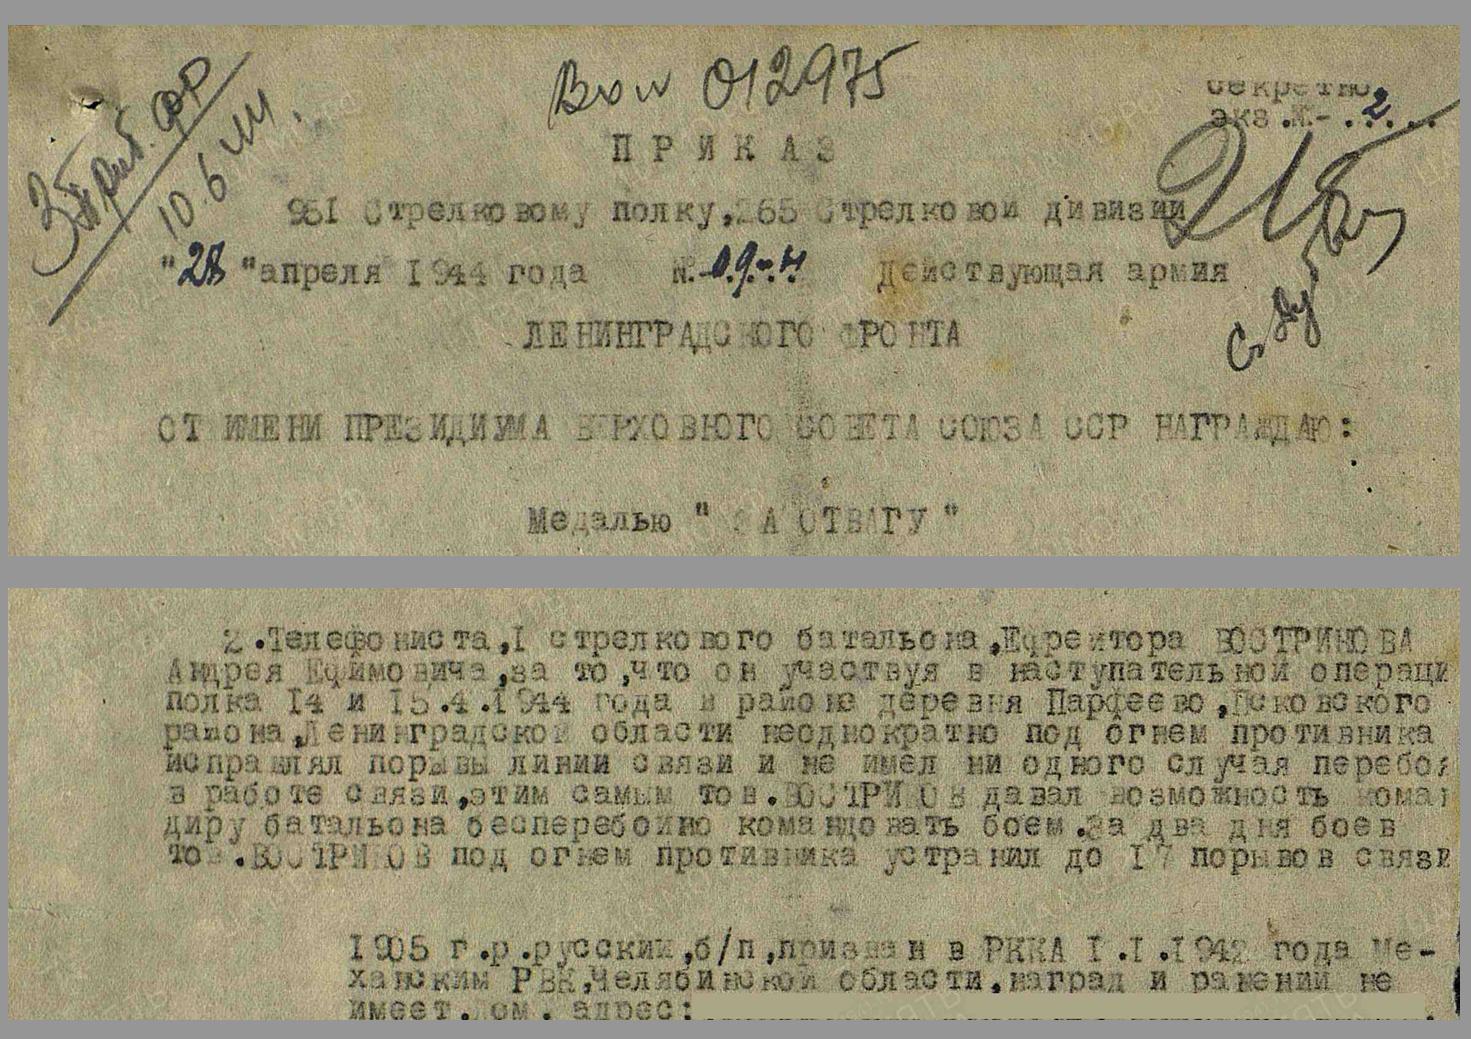 Вол 012975
Секретно
экз.№-.2...
П Р И К А З
951 Стрелковому полку,265 Стрелковой дивизии
10.6.44
"28"апреля 1944 года №.-09-н Действующая армия
ЛЕНИНГРАДСКОГО ФРОНТА
ОТ ИМЕНИ ПРЕЗИДИУМА ВЕРХОВНОГО СОВЕТА СОЮЗА ССР НАГРАЖДАЮ:
Медалью " ЗА ОТВАГУ "
2.Телефониста,I стрелкового батальона,Ефрейтора ВОСТРИКОВА
Андрея Ефимовича,за то,что он участвуя в наступательной операци
полка 14 и 15.4.1944 года в районе деревня Парфеево,Псковского
района,Ленинградской области неоднократно под огнем противника
исправлял порывы линии связи и не имел ни одного случая перебоя
в работе связи,этим самым тов.ВОСТРИКОВ давал возможность коман
диру батальона бесперебойно командовать боем.За два дня боев
тов.ВОСТРИКОВ под огнем противника устранил до 17 порывов связи
1905 г.р.русский,б/п,призван в РККА I.I.1942 года Ме-
ханским РВК,Челябинской области.наград и ранений не
имеет.дом. адрес: